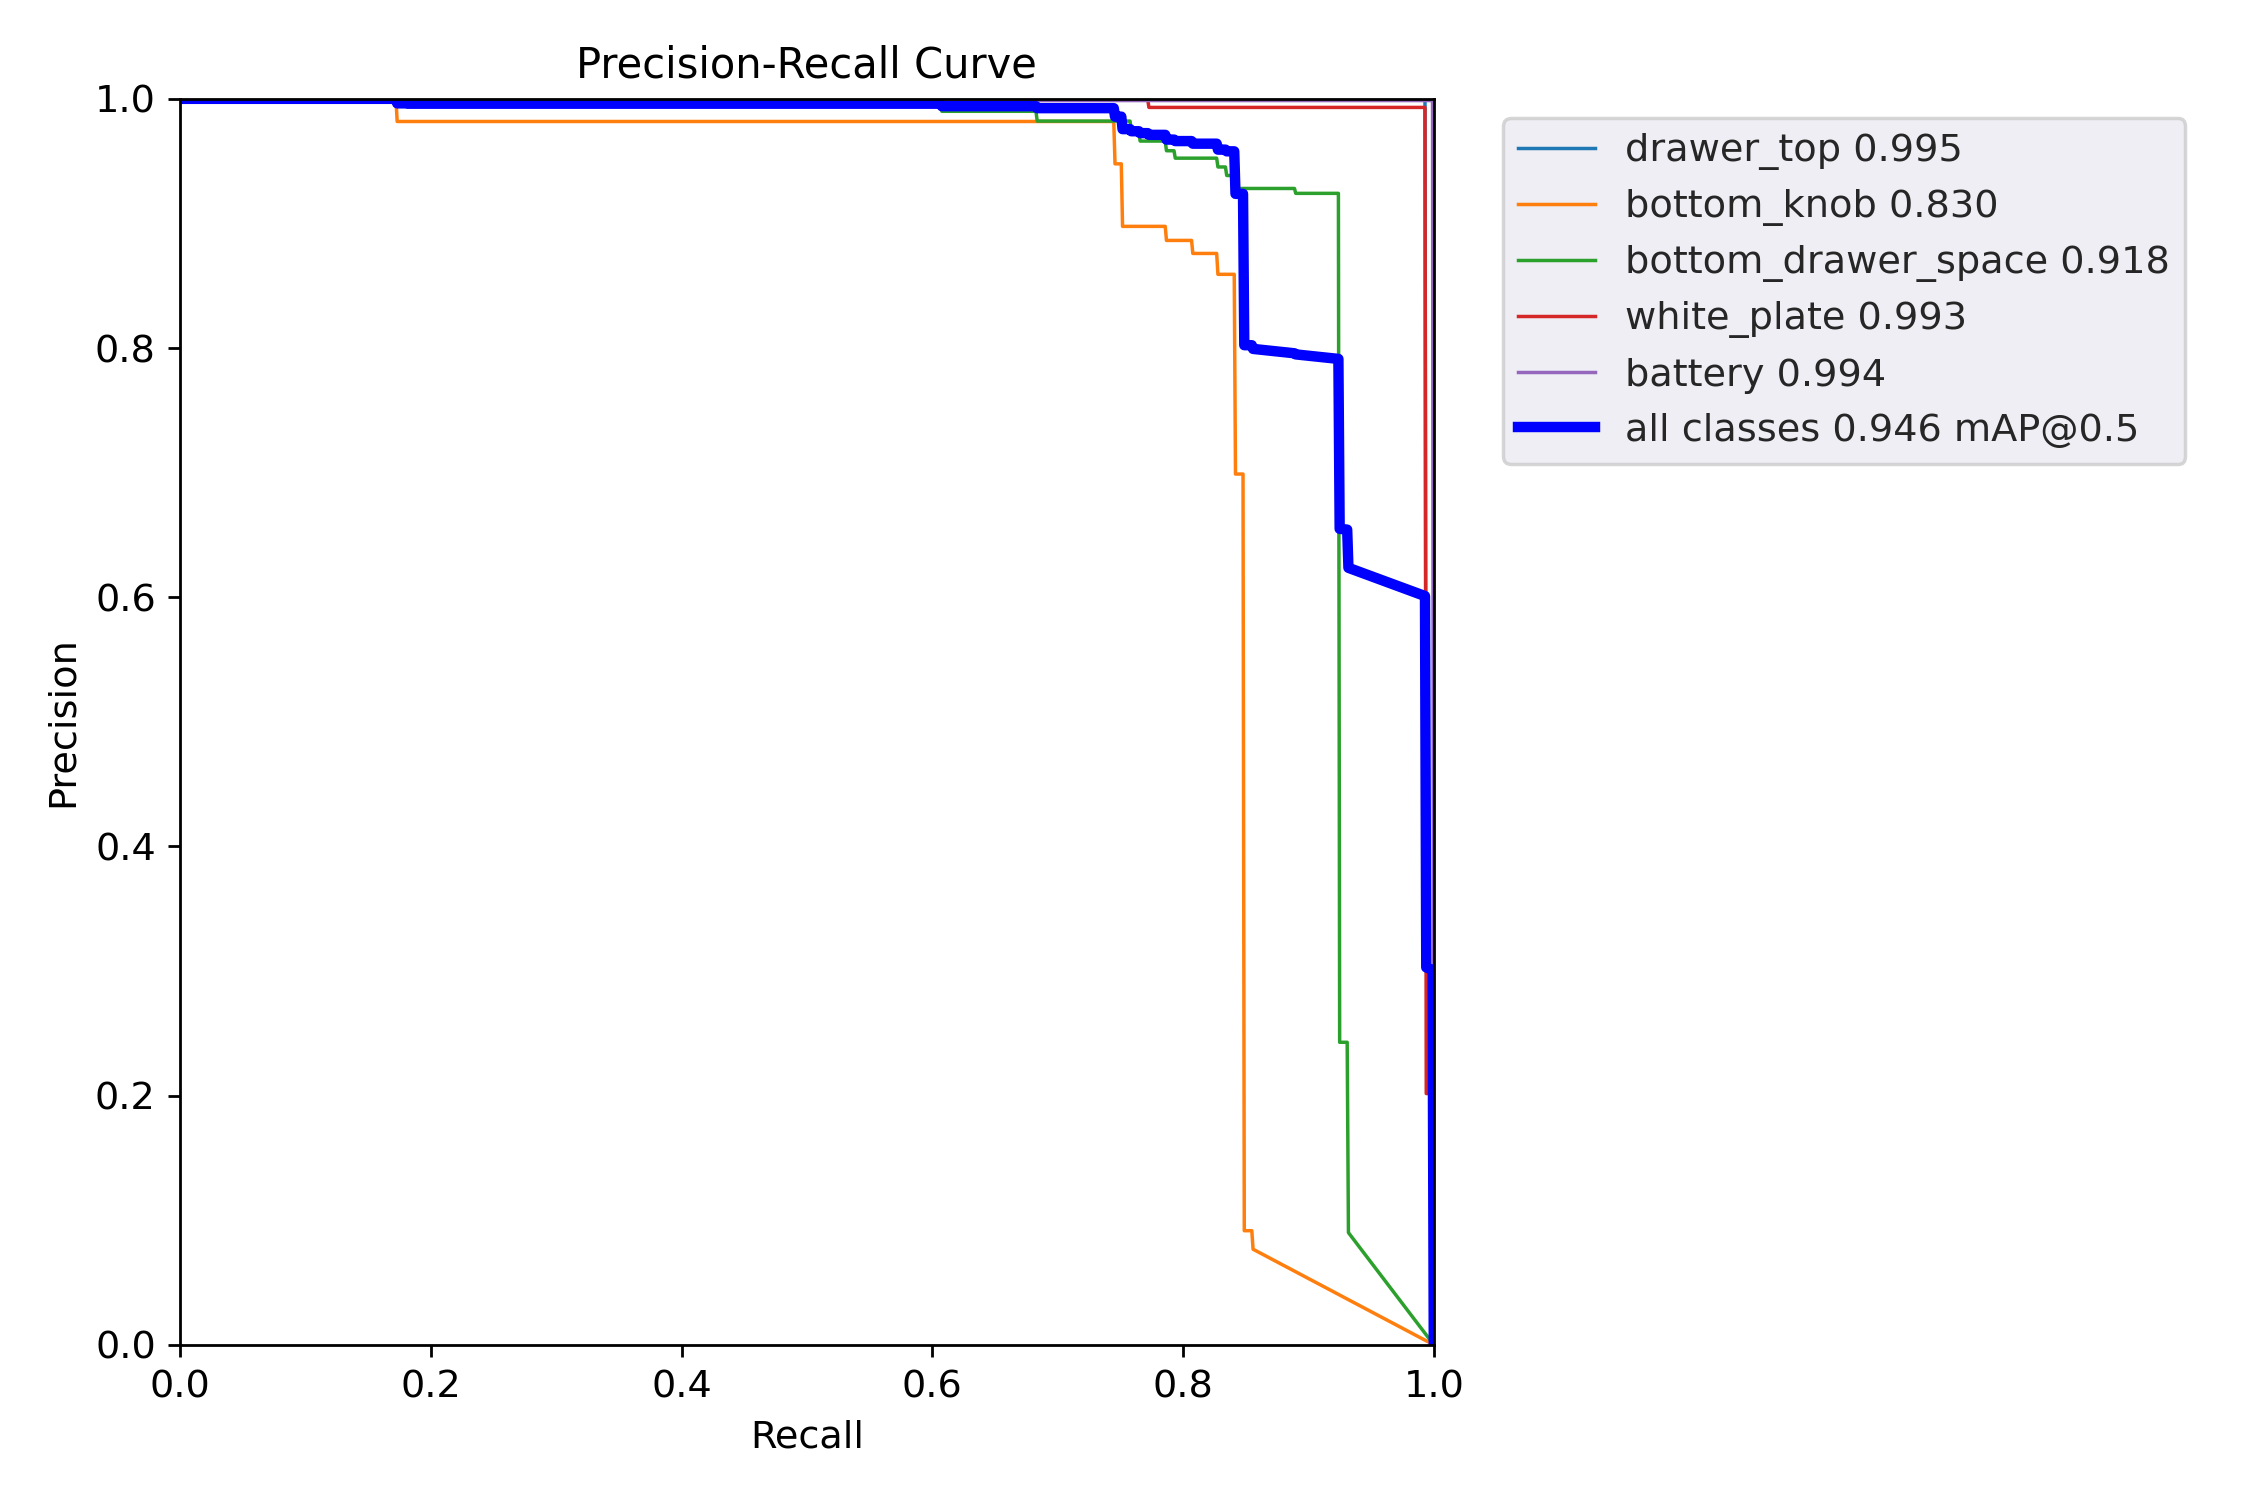 Precision-Recall Curve
1.0
0.8
0.6
0.4
0.2
0.0
Precision
0.0 0.2 0.4 0.6 0.8 1.0
Recall
drawer_top 0.995
bottom_knob 0.830
bottom_drawer_space 0.918
white_plate 0.993
battery 0.994
all classes 0.946 mAP@0.5